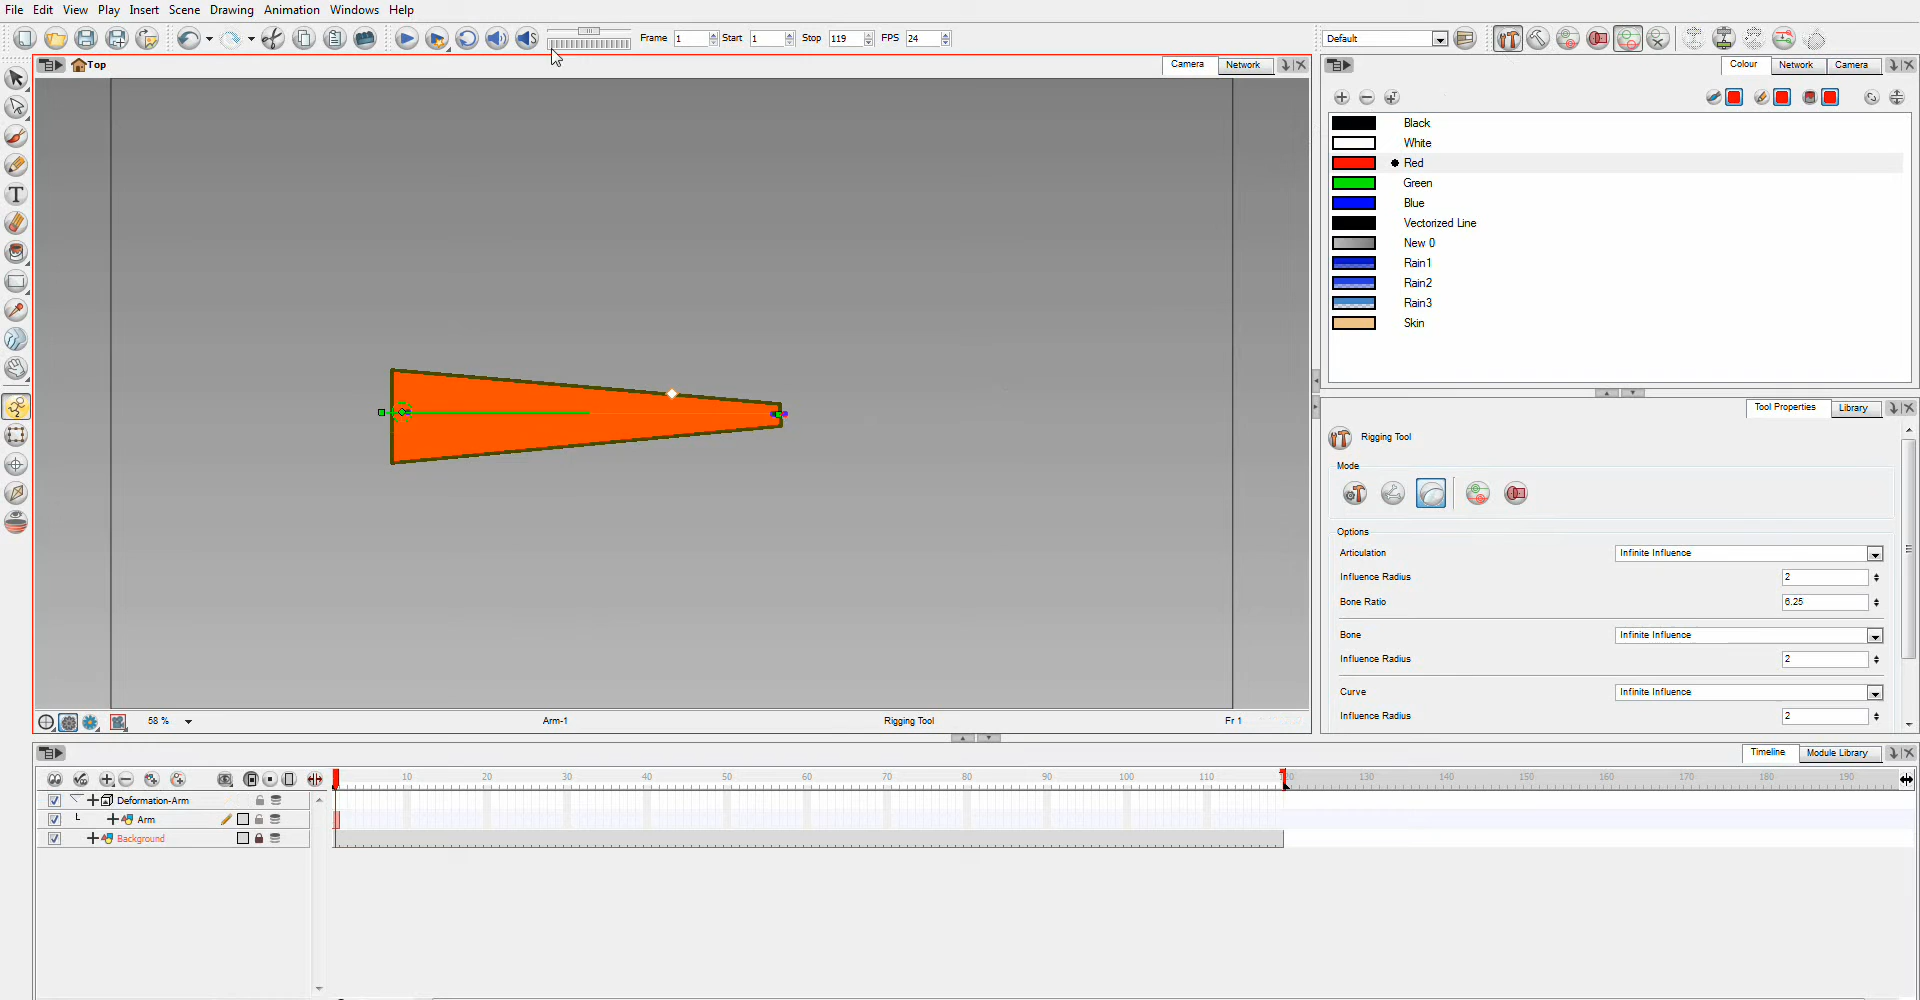 File Edit View Play Insert Scene Drawing Animation Windows Help
Frame 1 Start 1 Stop 119 FPS 24
Default
Top
Camera Network
Colour Network Camera
Black
White
Red
Green
Blue
Vectorized Line
New 0
Rain1
Rain2
Rain3
Skin
T
Tool Properties Library
Rigging Tool
Mode
Options
Articulation Infinite Influence
Influence Radius 2
Bone Ratio 6.25
Bone Infinite Influence
Influence Radius 2
Curve Infinite Influence
Influence Radius 2
58 % Arm-1 Rigging Tool Fr 1
Timeline Module Library
10 20 30 40 50 60 70 80 90 100 110 120 130 140 150 160 170 180 190
Deformation-Arm
Arm
Background